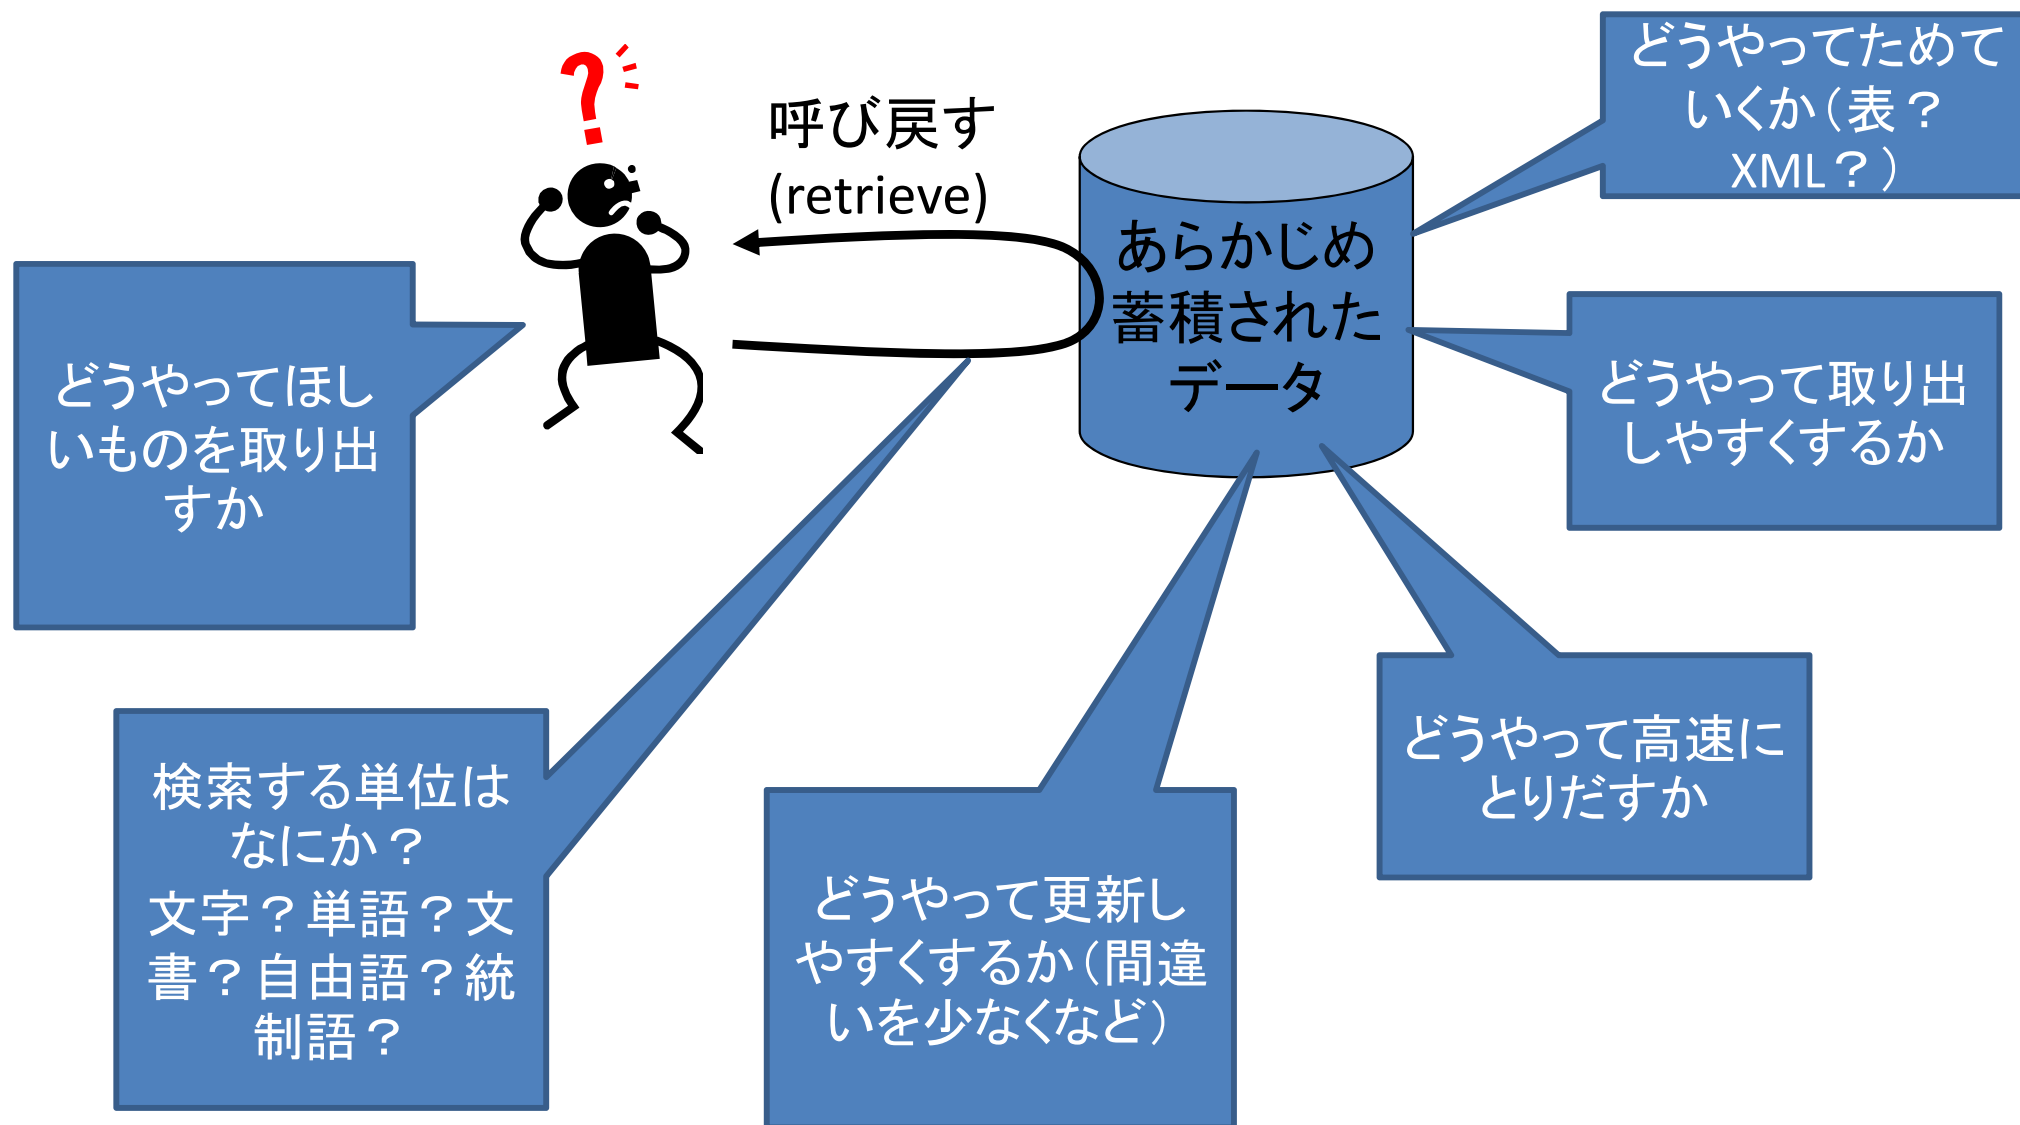 ?
呼び戻す
(retrieve)
あらかじめ
蓄積された
データ
どうやってためて
いくか（表？
XML？）
どうやってほし
いものを取り出
すか
どうやって取り出
しやすくするか
検索する単位は
なにか？
文字？単語？文
書？自由語？統
制語？
どうやって更新し
やすくするか（間違
いを少なくなど）
どうやって高速に
とりだすか